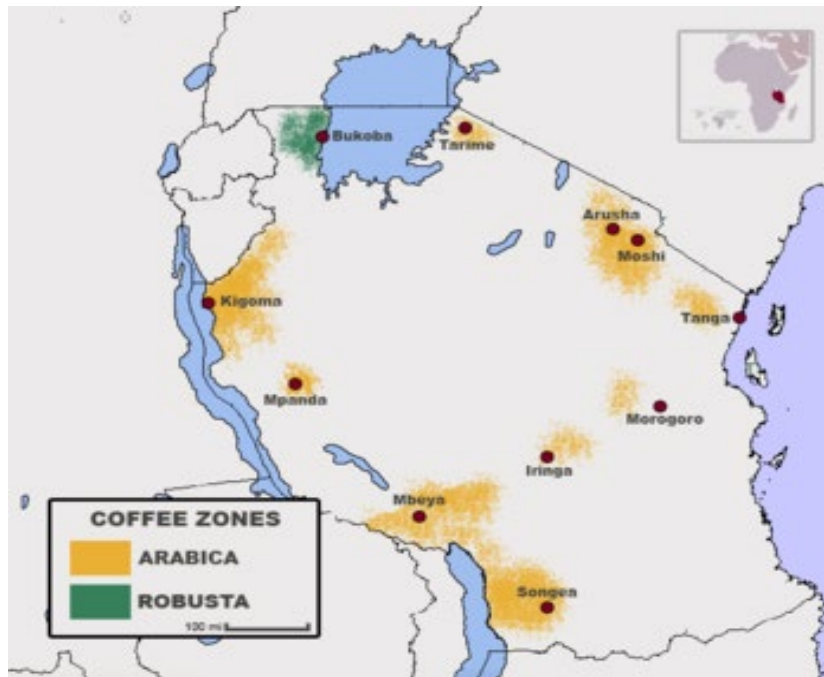 Bukoba
Tarime
Arusha
Moshi
Kigoma
Tanga
Mpanda
Morogoro
Iringa
Mbeya
Songea
COFFEE ZONES
ARABICA
ROBUSTA
100 mi